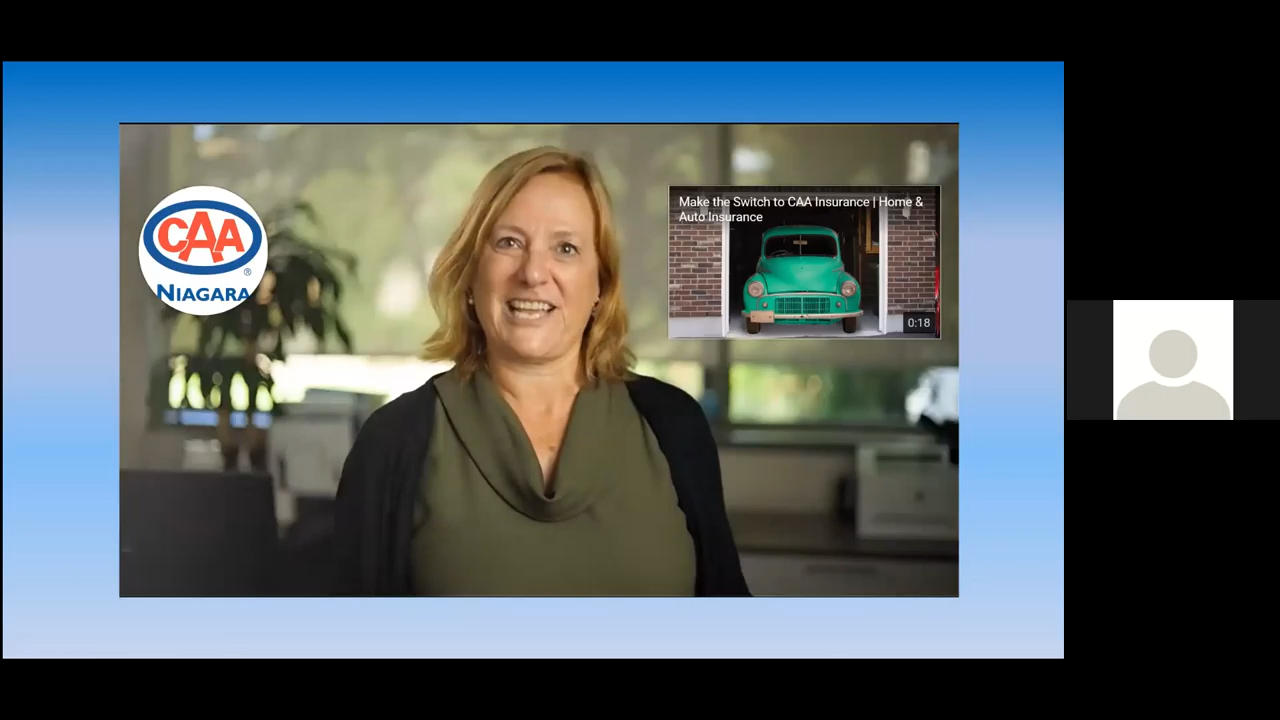 CAA
®
NIAGARA
Make the Switch to CAA Insurance | Home &
Auto Insurance
0:18